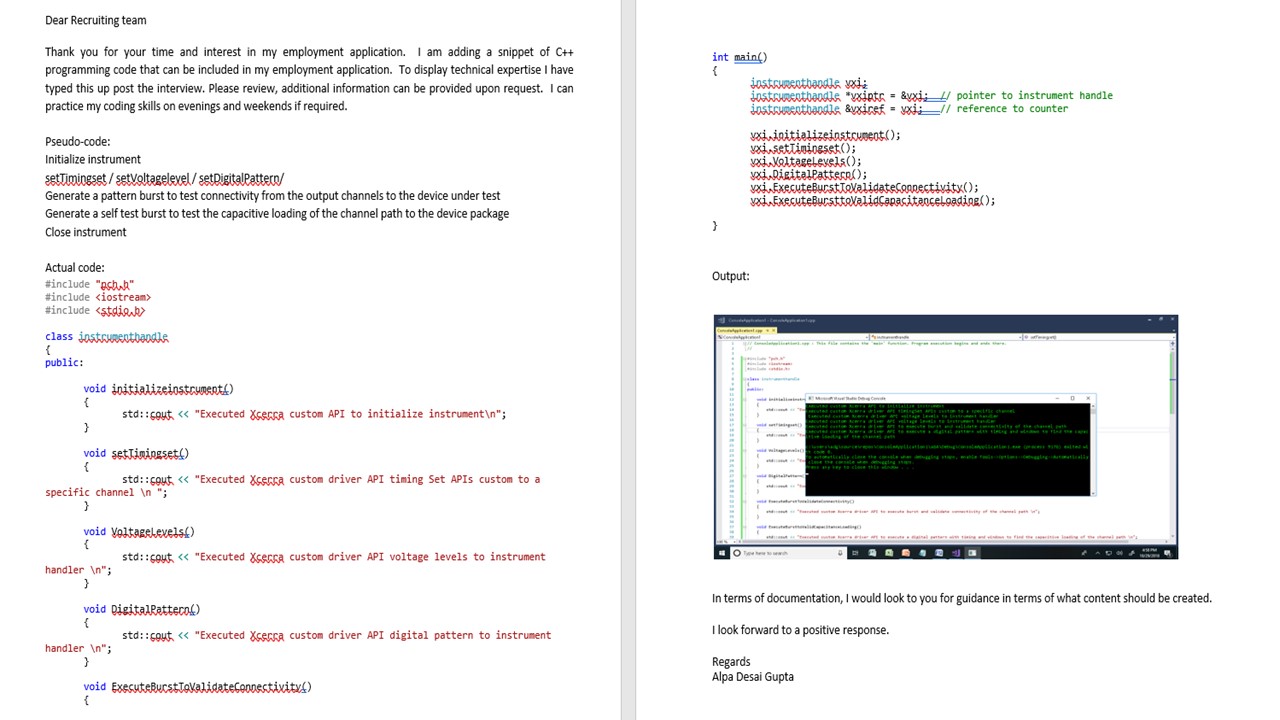 Dear Recruiting team
Thank you for your time and interest in my employment application. I am adding a snippet of C++
programming code that can be included in my employment application. To display technical expertise I have
typed this up post the interview. Please review, additional information can be provided upon request. I can
practice my coding skills on evenings and weekends if required.
Pseudo-code:
Initialize instrument
setTimingset / setVoltagelevel / setDigitalPattern/
Generate a pattern burst to test connectivity from the output channels to the device under test
Generate a self test burst to test the capacitive loading of the channel path to the device package
Close instrument
Actual code:
#include "pch.h"
#include <iostream>
#include <stdio.h>
class instrumenthandle
{
public:
void initializeinstrument()
{
std::cout << "Executed Xcerra custom API to initialize instrument\n";
}
void setTimingset()
{
std::cout << "Executed Xcerra custom driver API timing Set APIs custom to a
specific channel \n ";
}
void VoltageLevels()
{
std::cout << "Executed Xcerra custom driver API voltage levels to instrument
handler \n";
}
void DigitalPattern()
{
std::cout << "Executed Xcerra custom driver API digital pattern to instrument
handler \n";
}
void ExecuteBurstToValidateConnectivity()
{
int main()
{
instrumenthandle vxi;
instrumenthandle *vxiptr = &vxi; // pointer to instrument handle
instrumenthandle &vxiref = vxi; // reference to counter
vxi.initializeinstrument();
vxi.setTimingset();
vxi.VoltageLevels();
vxi.DigitalPattern();
vxi.ExecuteBurstToValidateConnectivity();
vxi.ExecuteBursttoValidCapacitanceLoading();
}
Output:
Microsoft Visual Studio Debug Console
Type here to search
In terms of documentation, I would look to you for guidance in terms of what content should be created.
I look forward to a positive response.
Regards
Alpa Desai Gupta